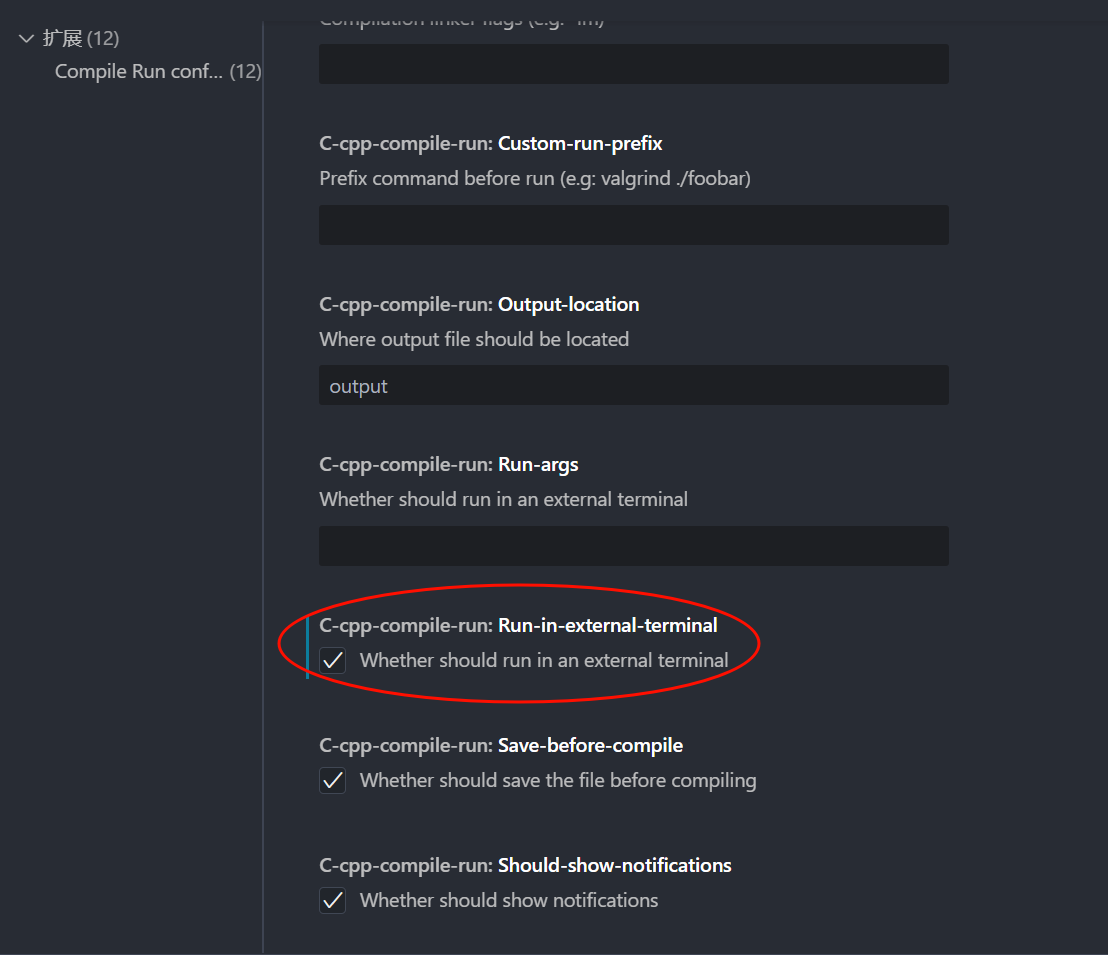 扩展 (12)
Compile Run conf... (12)
Compilation linker flags (e.g. -lm)
C-cpp-compile-run: Custom-run-prefix
Prefix command before run (e.g: valgrind ./foobar)
C-cpp-compile-run: Output-location
Where output file should be located
output
C-cpp-compile-run: Run-args
Whether should run in an external terminal
C-cpp-compile-run: Run-in-external-terminal
Whether should run in an external terminal
C-cpp-compile-run: Save-before-compile
Whether should save the file before compiling
C-cpp-compile-run: Should-show-notifications
Whether should show notifications